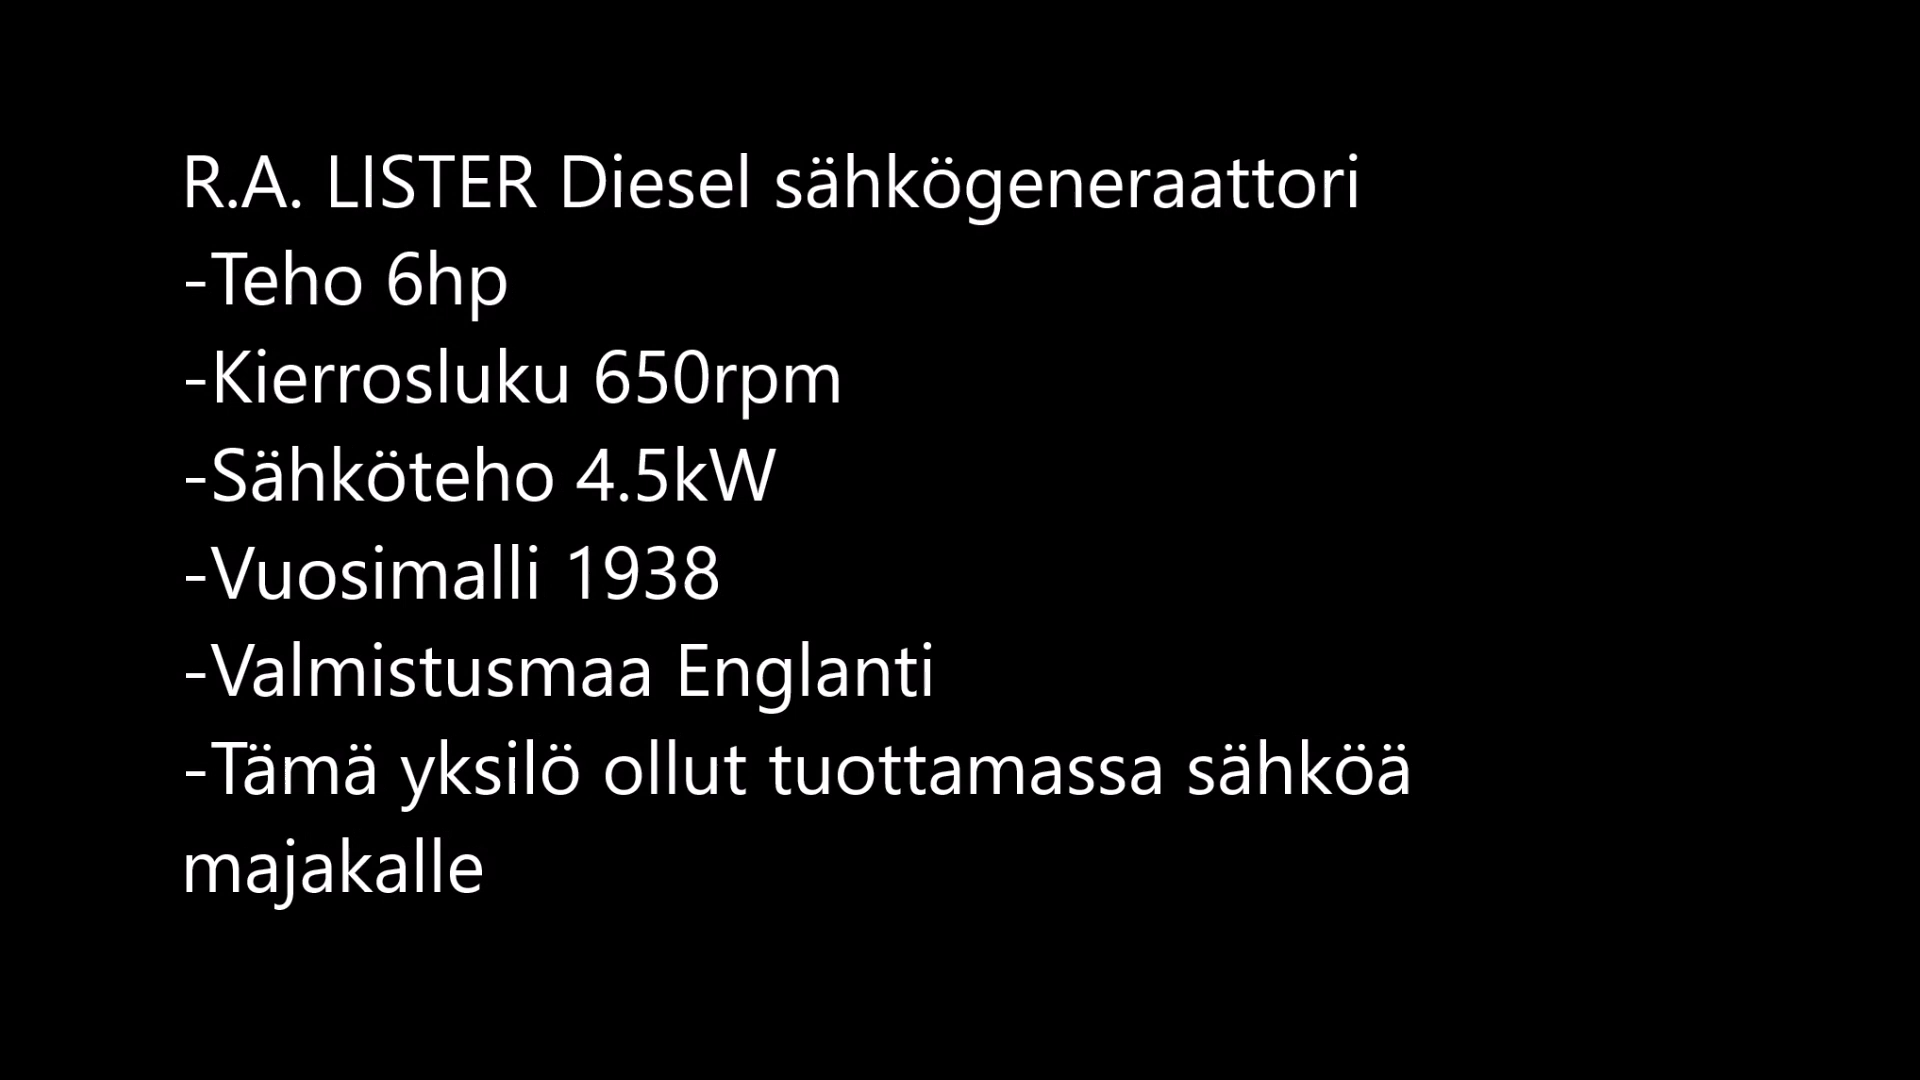 R.A. LISTER Diesel sähkögeneraattori
-Teho 6hp
-Kierrosluku 650rpm
-Sähköteho 4.5kW
-Vuosimalli 1938
-Valmistusmaa Englanti
-Tämä yksilö ollut tuottamassa sähköä
majakalle